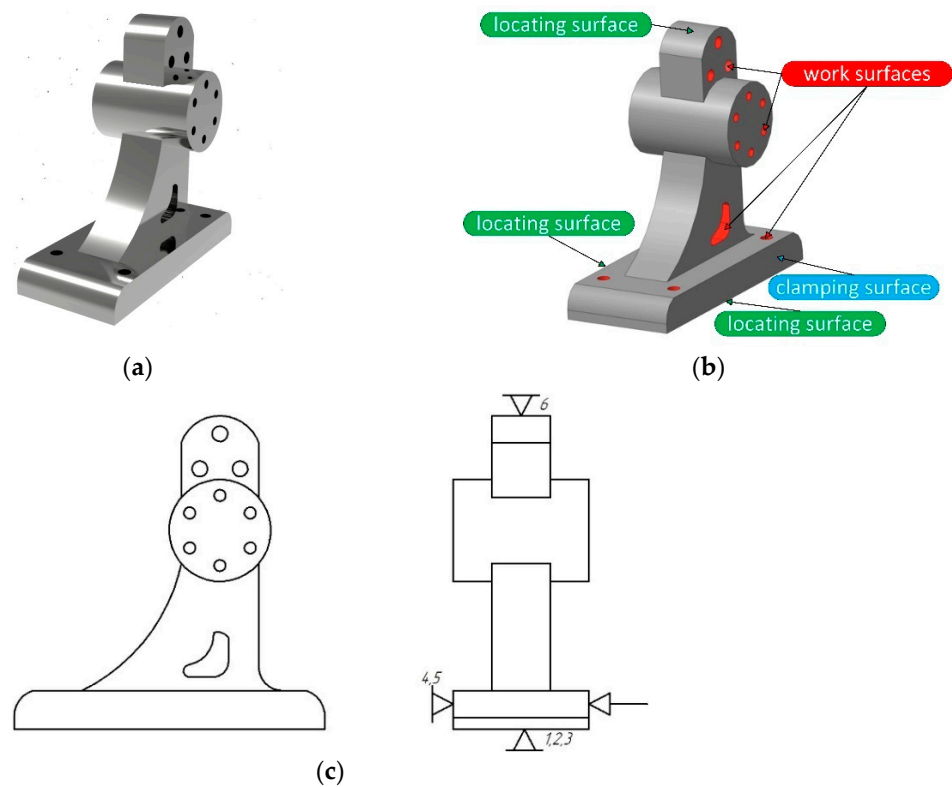 locating surface
work surfaces
locating surface
clamping surface
locating surface
(a)
(b)
6
4,5
1,2,3
(c)